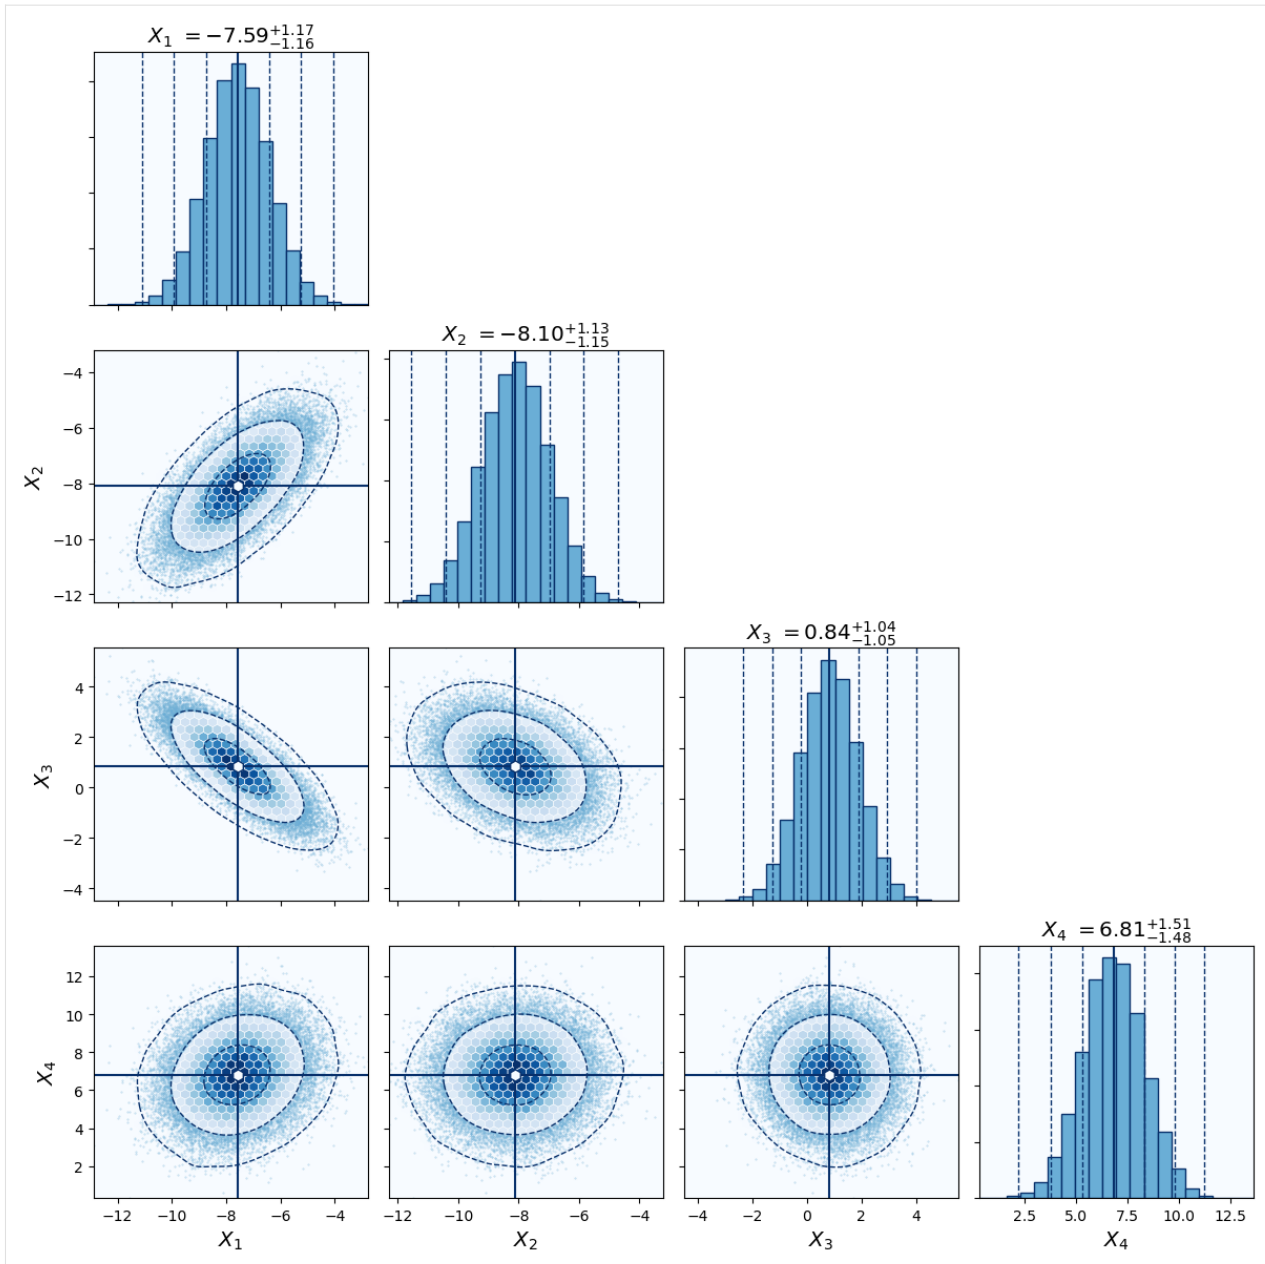 X₁ = −7.59 +1.17 −1.16
X₂ = −8.10 +1.13 −1.15
−4
−6
−8
−10
−12
X₂
X₃ = 0.84 +1.04 −1.05
4
2
0
−2
−4
X₃
X₄ = 6.81 +1.51 −1.48
12
10
8
6
4
2
X₄
−12 −10 −8 −6 −4 −12 −10 −8 −6 −4 −4 −2 0 2 4 2.5 5.0 7.5 10.0 12.5
X₁ X₂ X₃ X₄